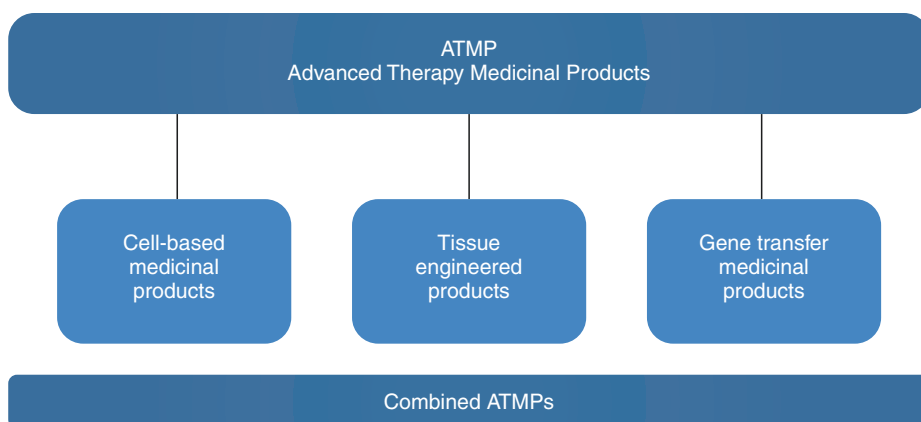 ATMP
Advanced Therapy Medicinal Products
Cell-based
medicinal
products
Tissue
engineered
products
Gene transfer
medicinal
products
Combined ATMPs